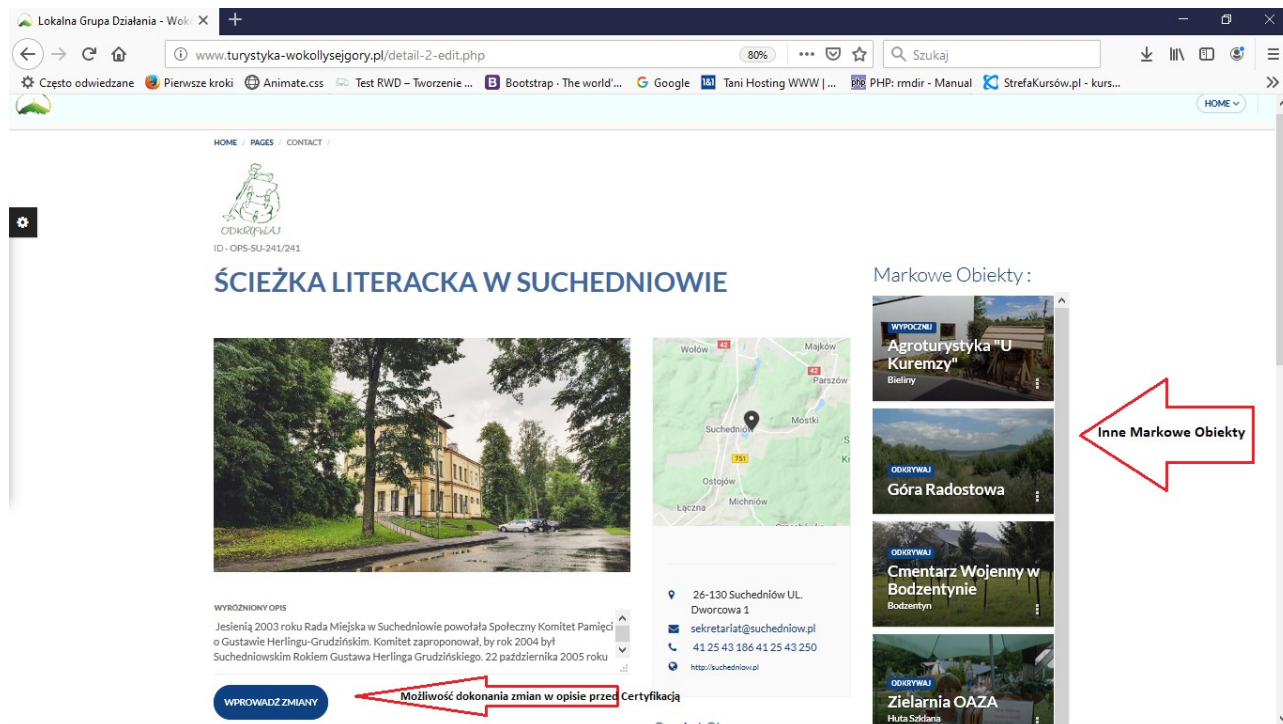 Lokalna Grupa Działania - Woko
www.turystyka-wokollysejgory.pl/detail-2-edit.php
80%
Szukaj
Często odwiedzane
Pierwsze kroki
Animate.css
Test RWD – Tworzenie ...
Bootstrap · The world'...
Google
Tani Hosting WWW | ...
PHP: rmdir - Manual
StrefaKursów.pl - kurs...
HOME
HOME / PAGES / CONTACT /
ODKRYWAJ
ID - OPS-SU-241/241
ŚCIEŻKA LITERACKA W SUCHEDNIOWIE
Wołów
42
Majków
42
Parszów
Mostki
Suchedniów
751
Ostojów
Michniów
Łączna
WYRÓŻNIONY OPIS
Jesienią 2003 roku Rada Miejska w Suchedniowie powołała Społeczny Komitet Pamięci
o Gustawie Herlingu-Grudzińskim. Komitet zaproponował, by rok 2004 był
Suchedniowskim Rokiem Gustawa Herlinga Grudzińskiego. 22 października 2005 roku
WPROWADŹ ZMIANY
Możliwość dokonania zmian w opisie przed Certyfikacją
26-130 Suchedniów UL.
Dworcowa 1
sekretariat@suchedniow.pl
41 25 43 186 41 25 43 250
http://suchedniow.pl
Markowe Obiekty :
WYPOCZNIJ
Agroturystyka "U
Kuremzy"
Bieliny
ODKRYWAJ
Góra Radostowa
ODKRYWAJ
Cmentarz Wojenny w
Bodzentynie
Bodzentyn
ODKRYWAJ
Zielarnia OAZA
Huta Szklana
Inne Markowe Obiekty